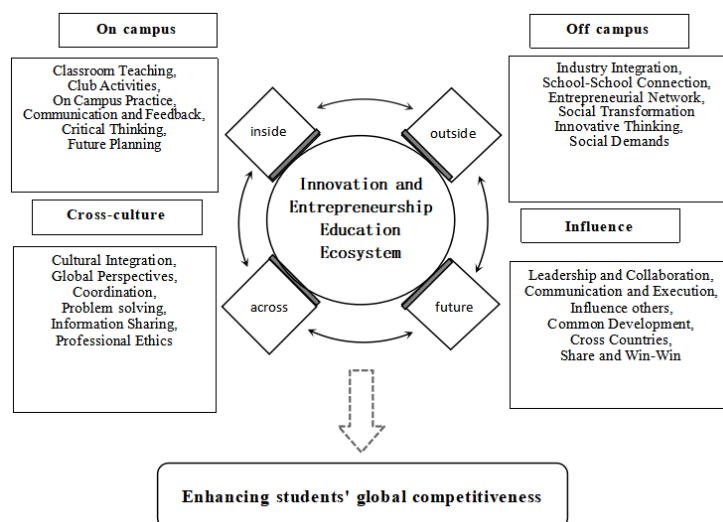 On campus
Classroom Teaching,
Club Activities,
On Campus Practice,
Communication and Feedback,
Critical Thinking,
Future Planning
Off campus
Industry Integration,
School-School Connection,
Entrepreneurial Network,
Social Transformation
Innovative Thinking,
Social Demands
inside
outside
Innovation and
Entrepreneurship
Education
Ecosystem
across
future
Cross-culture
Cultural Integration,
Global Perspectives,
Coordination,
Problem solving,
Information Sharing,
Professional Ethics
Influence
Leadership and Collaboration,
Communication and Execution,
Influence others,
Common Development,
Cross Countries,
Share and Win-Win
Enhancing students' global competitiveness